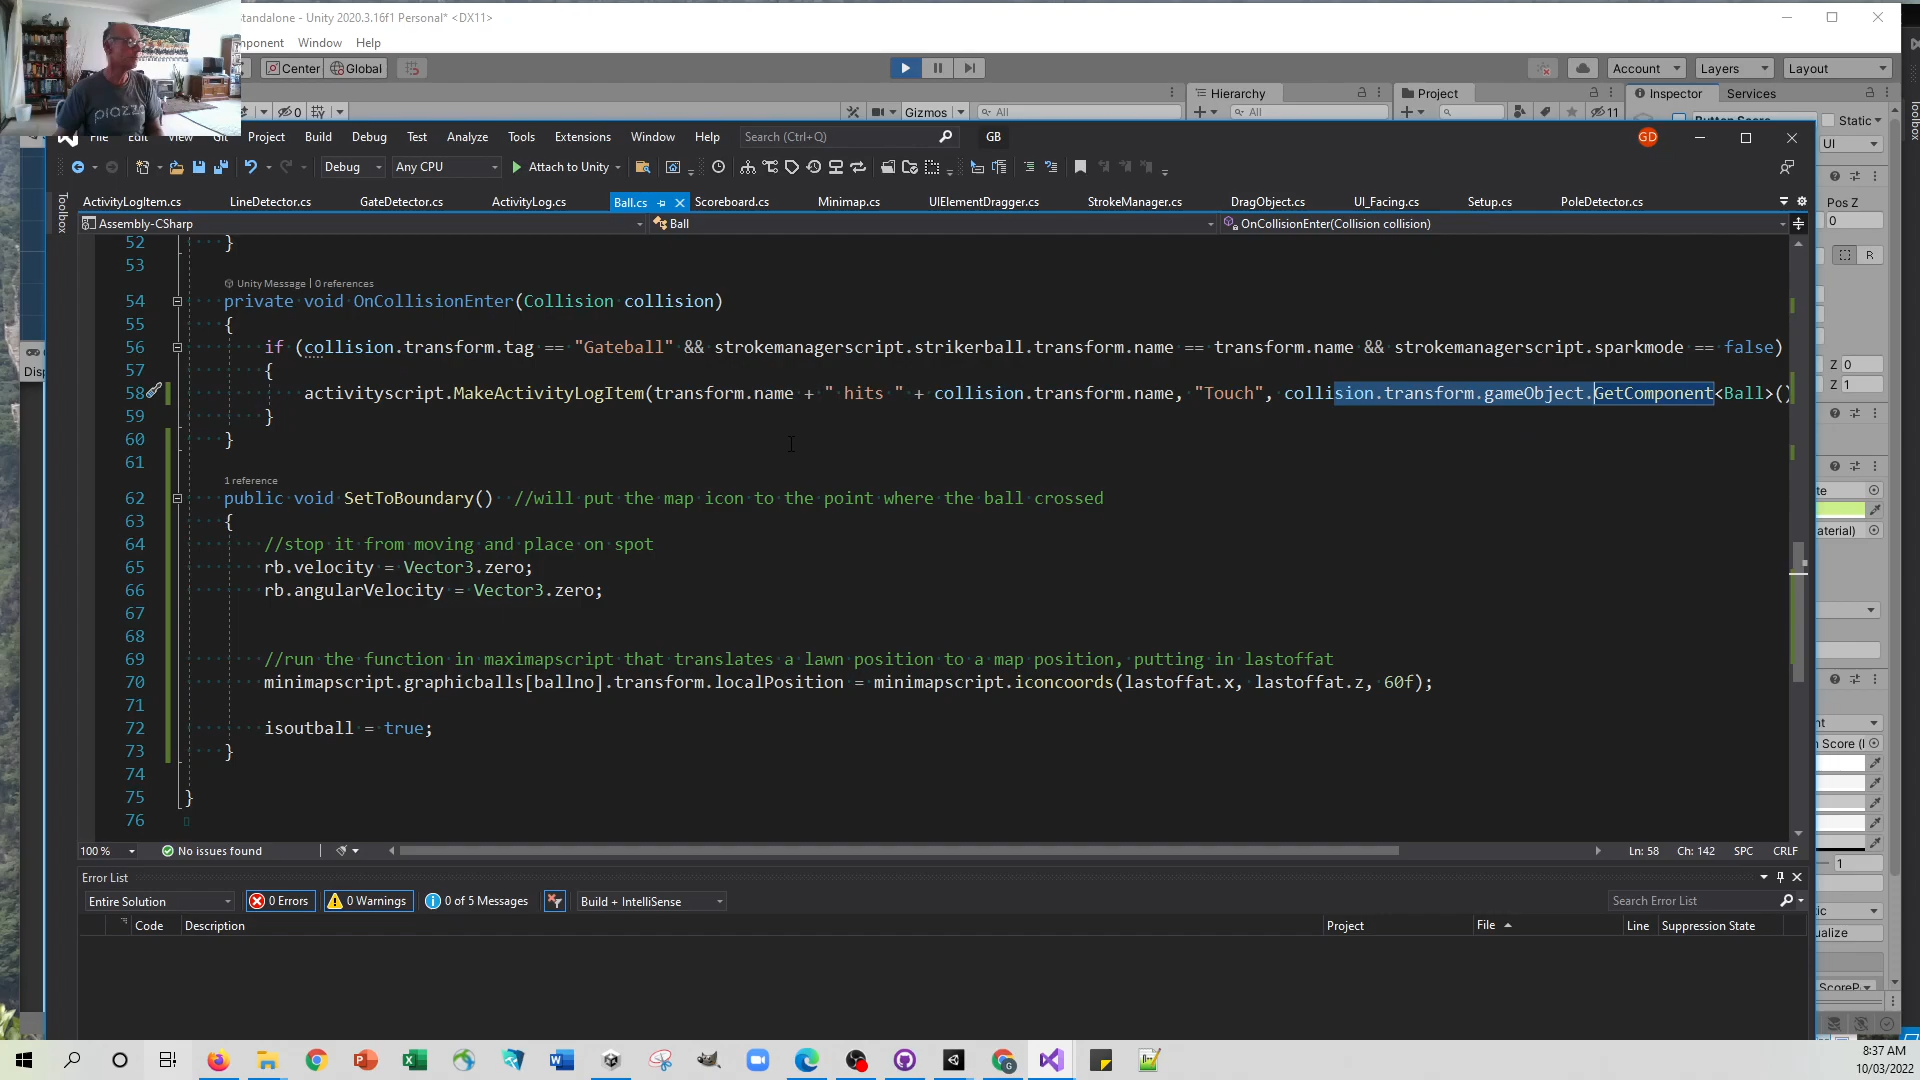 Standalone - Unity 2020.3.16f1 Personal* <DX11>
Window Help
Center Global
Account Layers Layout
Hierarchy Project Inspector Services
Gizmos All All 11 Static
File Edit View Git Project Build Debug Test Analyze Tools Extensions Window Help Search (Ctrl+Q) GB GD
UI
Debug Any CPU Attach to Unity
Toolbox
ActivityLogItem.cs LineDetector.cs GateDetector.cs ActivityLog.cs Ball.cs Scoreboard.cs Minimap.cs UIElementDragger.cs StrokeManager.cs DragObject.cs UI_Facing.cs Setup.cs PoleDetector.cs
Pos Z
0
Assembly-CSharp Ball OnCollisionEnter(Collision collision)
52 }
53
Unity Message | 0 references
54 private void OnCollisionEnter(Collision collision)
55 {
56 if (collision.transform.tag == "Gateball" && strokemanagerscript.strikerball.transform.name == transform.name && strokemanagerscript.sparkmode == false)
57 {
58 activityscript.MakeActivityLogItem(transform.name + " hits " + collision.transform.name, "Touch", collision.transform.gameObject.GetComponent<Ball>()
59 }
60 }
61
1 reference
62 public void SetToBoundary() //will put the map icon to the point where the ball crossed
63 {
64 //stop it from moving and place on spot
65 rb.velocity = Vector3.zero;
66 rb.angularVelocity = Vector3.zero;
67
68
69 //run the function in maximapscript that translates a lawn position to a map position, putting in lastoffat
70 minimapscript.graphicballs[ballno].transform.localPosition = minimapscript.iconcoords(lastoffat.x, lastoffat.z, 60f);
71
72 isoutball = true;
73 }
74
75 }
76
Z 0
Z 1
100 % No issues found Ln: 58 Ch: 142 SPC CRLF
Error List
Entire Solution 0 Errors 0 Warnings 0 of 5 Messages Build + IntelliSense Search Error List
Code Description Project File Line Suppression State
8:37 AM
10/03/2022